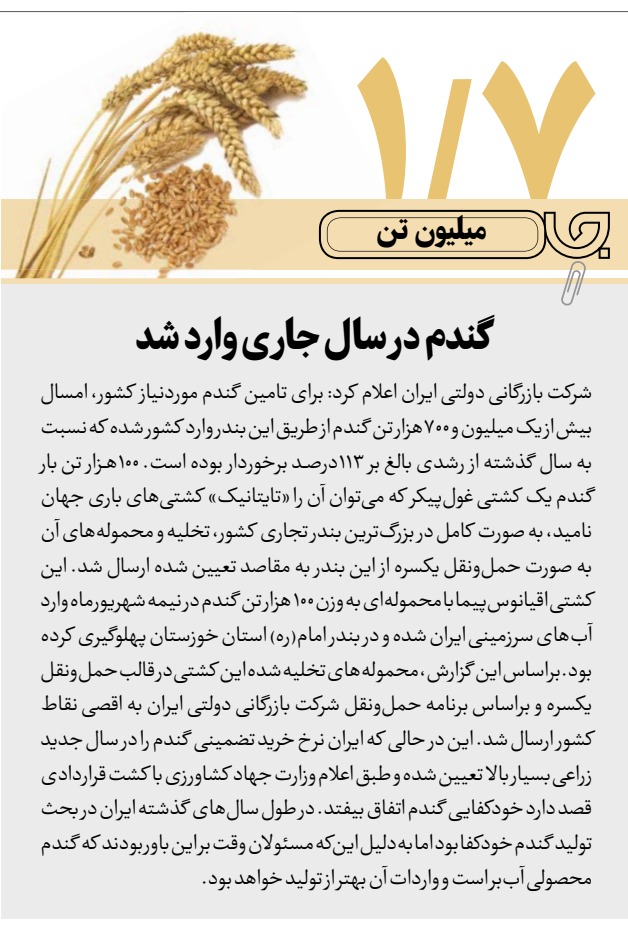 ۱/۷
میلیون تن
گندم در سال جاری وارد شد
شرکت بازرگانی دولتی ایران اعلام کرد: برای تامین گندم موردنیاز کشور، امسال
بیش از یک میلیون و ۷۰۰ هزار تن گندم از طریق این بندر وارد کشور شده که نسبت
به سال گذشته از رشدی بالغ بر ۱۱۳ درصد برخوردار بوده است. ۱۰۰ هزار تن بار
گندم یک کشتی غول‌پیکر که می‌توان آن را «تایتانیک» کشتی‌های باری جهان
نامید، به صورت کامل در بزرگ‌ترین بندر تجاری کشور، تخلیه و محموله‌های آن
به صورت حمل‌ونقل یکسره از این بندر به مقاصد تعیین شده ارسال شد. این
کشتی اقیانوس‌پیما با محموله‌ای به وزن ۱۰۰ هزار تن گندم در نیمه شهریورماه وارد
آب‌های سرزمینی ایران شده و در بندر امام(ره) استان خوزستان پهلوگیری کرده
بود. براساس این گزارش، محموله‌های تخلیه شده این کشتی در قالب حمل‌ونقل
یکسره و براساس برنامه حمل‌ونقل شرکت بازرگانی دولتی ایران به اقصی نقاط
کشور ارسال شد. این در حالی که ایران نرخ خرید تضمینی گندم را در سال جدید
زراعی بسیار بالا تعیین شده و طبق اعلام وزارت جهاد کشاورزی با کشت قراردادی
قصد دارد خودکفایی گندم اتفاق بیفتد. در طول سال‌های گذشته ایران در بحث
تولید گندم خودکفا بود اما به دلیل این‌که مسئولان وقت بر این باور بودند که گندم
محصولی آب‌بر است و واردات آن بهتر از تولید خواهد بود.